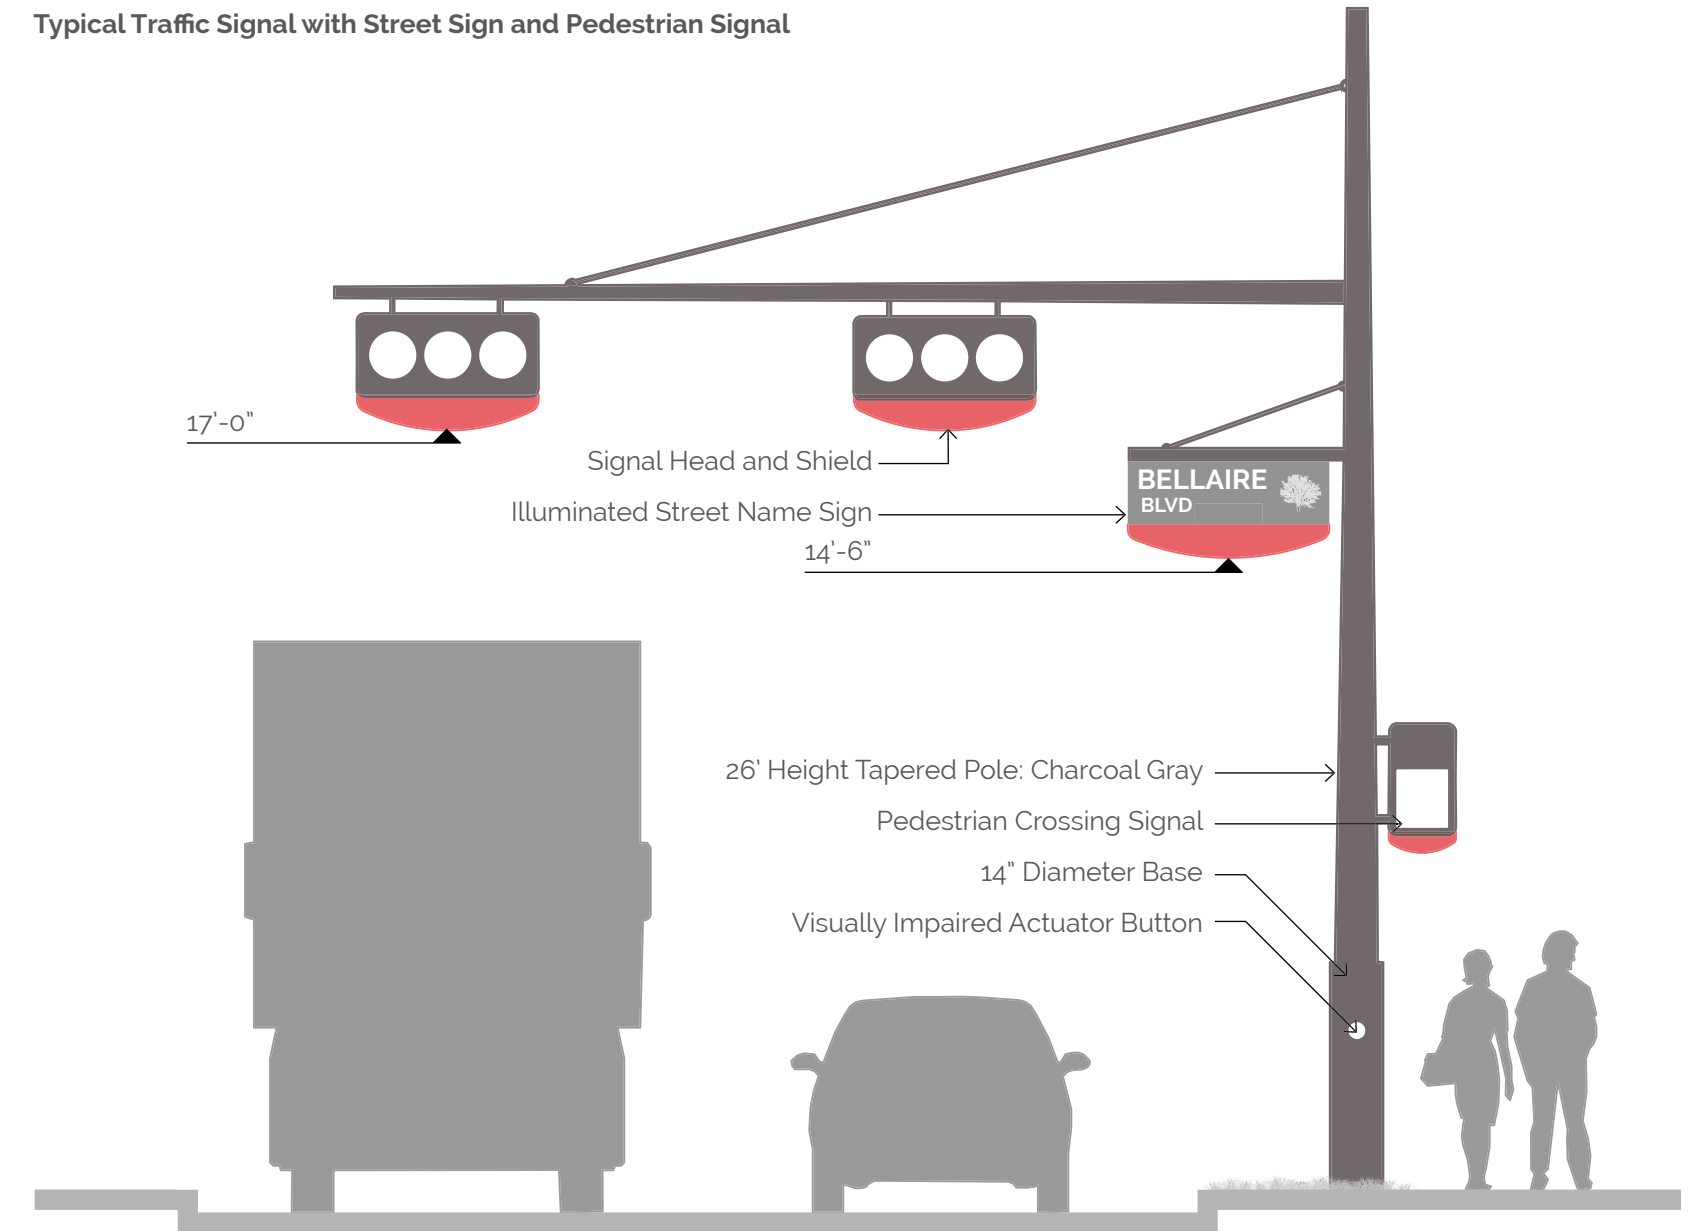 Typical Traffic Signal with Street Sign and Pedestrian Signal
17’-0”
Signal Head and Shield
BELLAIRE
BLVD
Illuminated Street Name Sign
14’-6”
26’ Height Tapered Pole: Charcoal Gray
Pedestrian Crossing Signal
14” Diameter Base
Visually Impaired Actuator Button